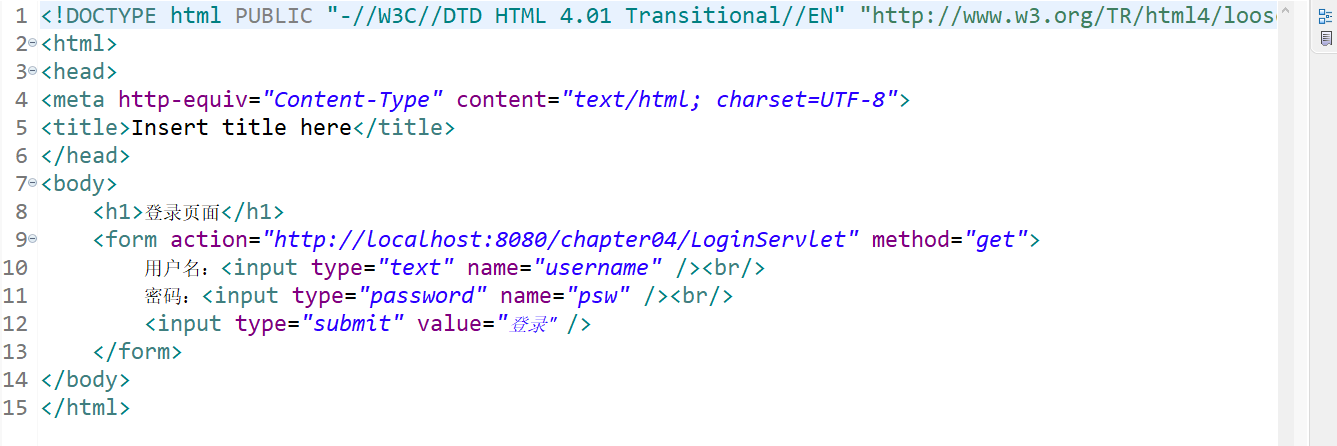 1 <!DOCTYPE html PUBLIC "-//W3C//DTD HTML 4.01 Transitional//EN" "http://www.w3.org/TR/html4/loose
2 <html>
3 <head>
4 <meta http-equiv="Content-Type" content="text/html; charset=UTF-8">
5 <title>Insert title here</title>
6 </head>
7 <body>
8 <h1>登录页面</h1>
9 <form action="http://localhost:8080/chapter04/LoginServlet" method="get">
10 用户名：<input type="text" name="username" /><br/>
11 密码：<input type="password" name="psw" /><br/>
12 <input type="submit" value="登录" />
13 </form>
14 </body>
15 </html>